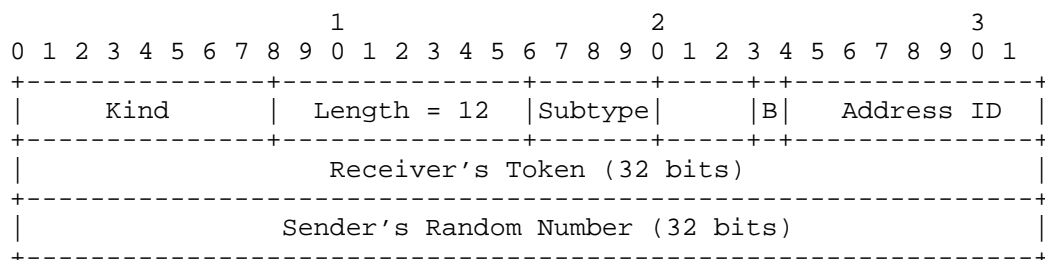 1                   2                   3
 0 1 2 3 4 5 6 7 8 9 0 1 2 3 4 5 6 7 8 9 0 1 2 3 4 5 6 7 8 9 0 1
+---------------+---------------+-------+-----+-+---------------+
|     Kind      |  Length = 12  |Subtype|     |B|   Address ID  |
+---------------+---------------+-------+-----+-+---------------+
|                   Receiver's Token (32 bits)                  |
+---------------------------------------------------------------+
|                Sender's Random Number (32 bits)               |
+---------------------------------------------------------------+